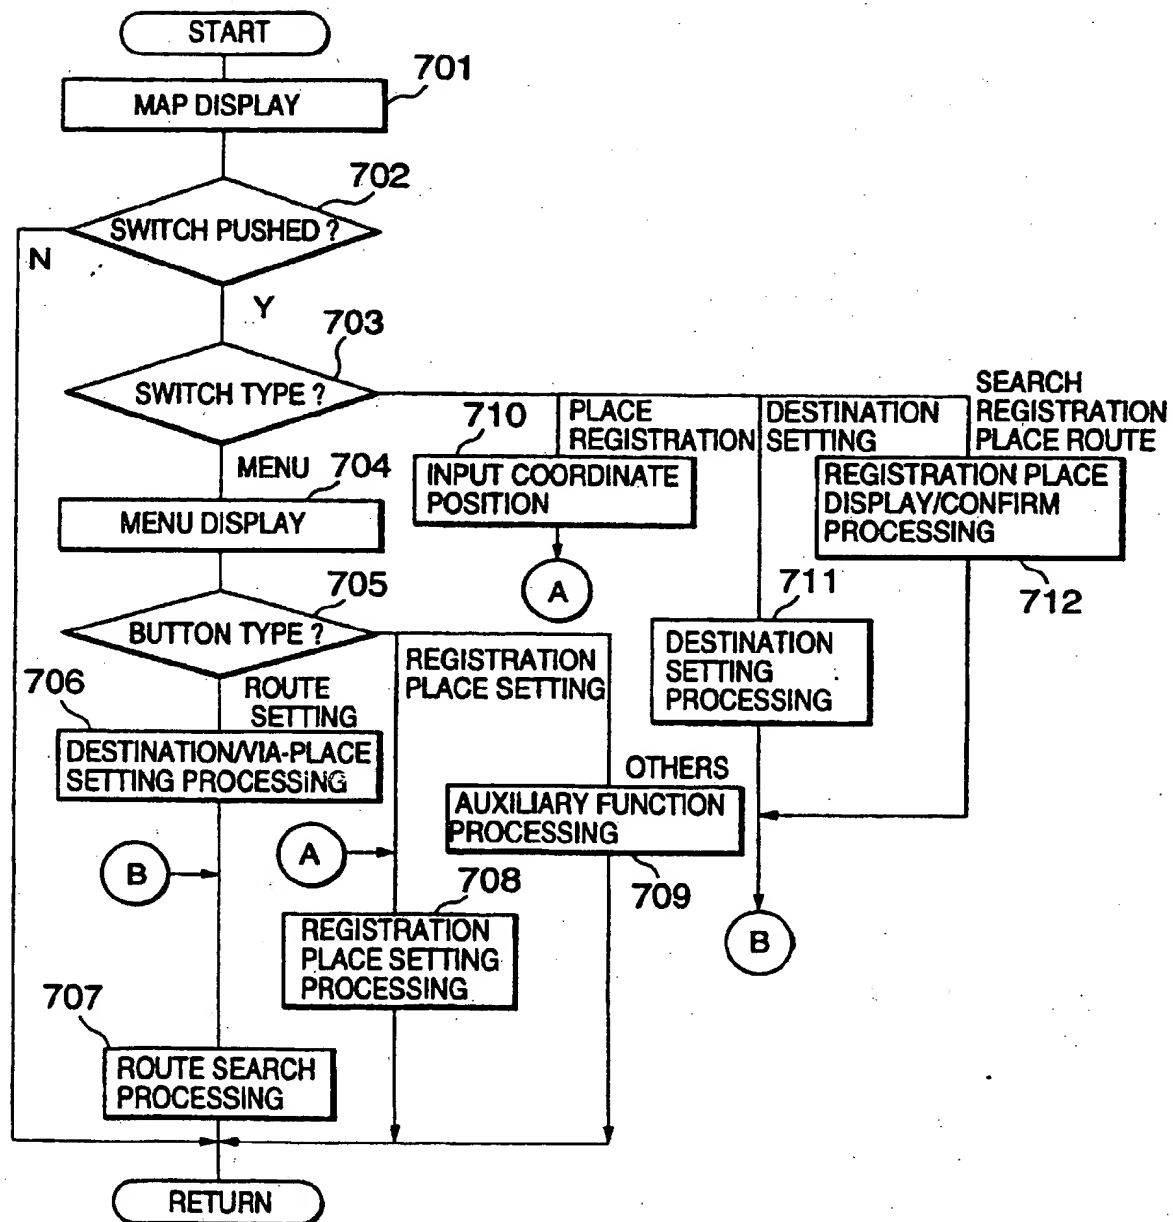 START
701
MAP DISPLAY
702
SWITCH PUSHED ?
N
Y
703
SWITCH TYPE ?
SEARCH
REGISTRATION
PLACE ROUTE
710
PLACE
REGISTRATION
DESTINATION
SETTING
MENU
704
INPUT COORDINATE
POSITION
REGISTRATION PLACE
DISPLAY/CONFIRM
PROCESSING
MENU DISPLAY
A
712
705
711
BUTTON TYPE ?
DESTINATION
SETTING
PROCESSING
REGISTRATION
PLACE SETTING
706
ROUTE
SETTING
DESTINATION/VIA-PLACE
SETTING PROCESSING
OTHERS
AUXILIARY FUNCTION
PROCESSING
709
A
B
708
B
REGISTRATION
PLACE SETTING
PROCESSING
707
ROUTE SEARCH
PROCESSING
RETURN